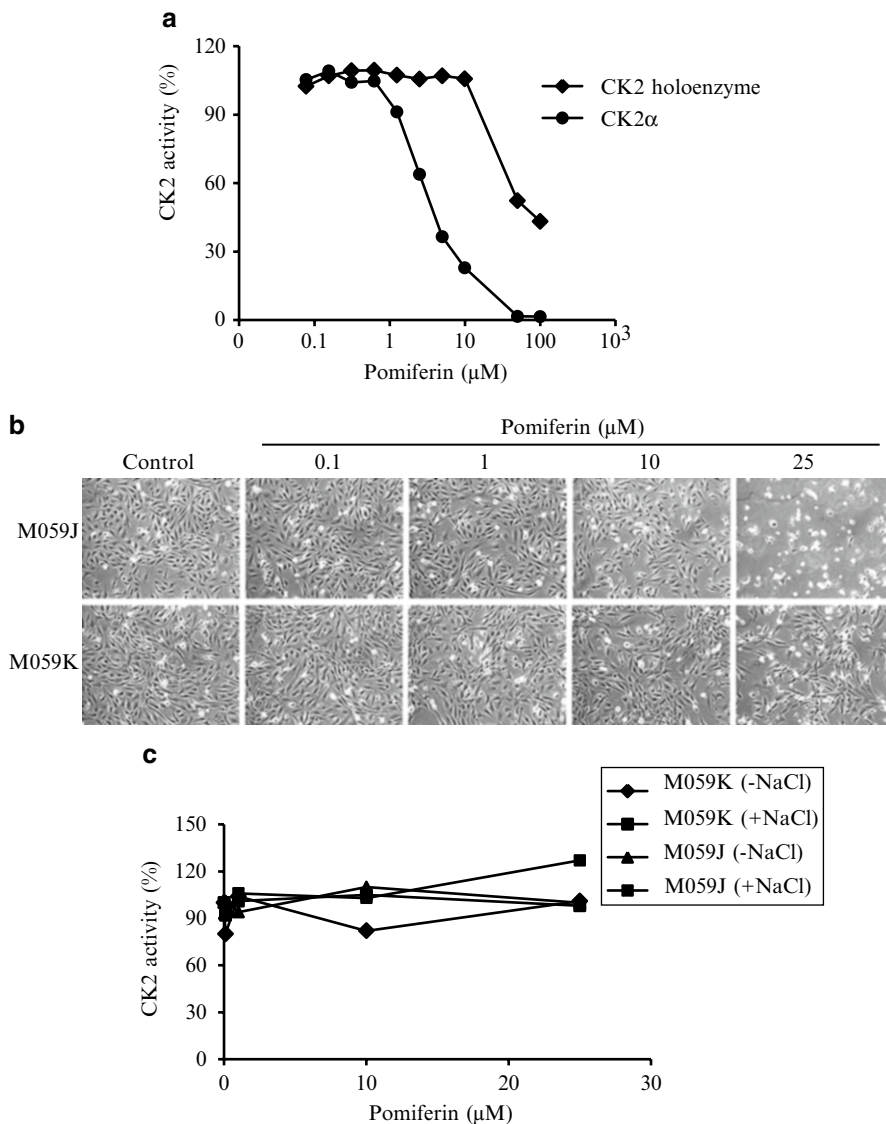 a
120
90
60
30
0
CK2 activity (%)
0 0.1 1 10 100 10³
Pomiferin (µM)
CK2 holoenzyme
CK2α
b
Pomiferin (µM)
Control 0.1 1 10 25
M059J
M059K
c
150
120
90
60
30
0
CK2 activity (%)
0 10 20 30
Pomiferin (µM)
M059K (-NaCl)
M059K (+NaCl)
M059J (-NaCl)
M059J (+NaCl)